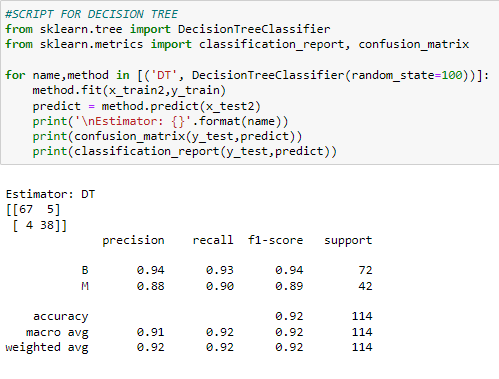 #SCRIPT FOR DECISION TREE
from sklearn.tree import DecisionTreeClassifier
from sklearn.metrics import classification_report, confusion_matrix

for name,method in [('DT', DecisionTreeClassifier(random_state=100))]:
    method.fit(x_train2,y_train)
    predict = method.predict(x_test2)
    print('\nEstimator: {}'.format(name))
    print(confusion_matrix(y_test,predict))
    print(classification_report(y_test,predict))

Estimator: DT
[[67  5]
 [ 4 38]]
              precision    recall  f1-score   support

           B       0.94      0.93      0.94        72
           M       0.88      0.90      0.89        42

    accuracy                           0.92       114
   macro avg       0.91      0.92      0.92       114
weighted avg       0.92      0.92      0.92       114